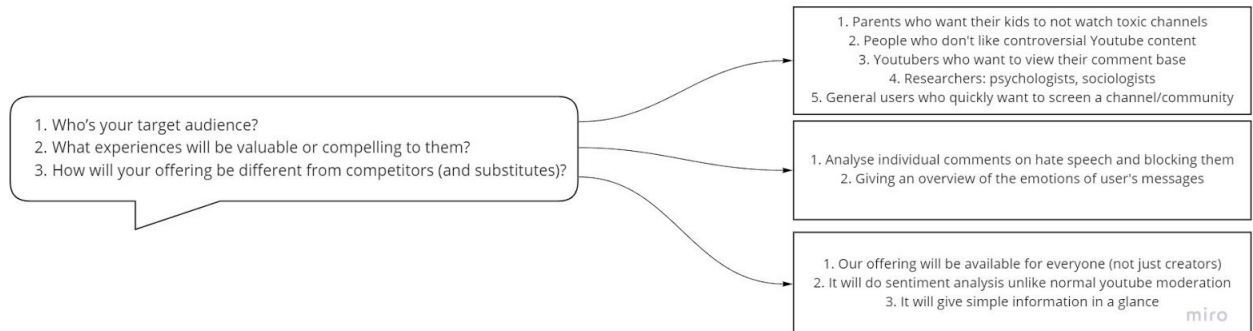 1. Who's your target audience?
2. What experiences will be valuable or compelling to them?
3. How will your offering be different from competitors (and substitutes)?
1. Parents who want their kids to not watch toxic channels
2. People who don't like controversial Youtube content
3. Youtubers who want to view their comment base
4. Researchers: psychologists, sociologists
5. General users who quickly want to screen a channel/community
1. Analyse individual comments on hate speech and blocking them
2. Giving an overview of the emotions of user's messages
1. Our offering will be available for everyone (not just creators)
2. It will do sentiment analysis unlike normal youtube moderation
3. It will give simple information in a glance
miro